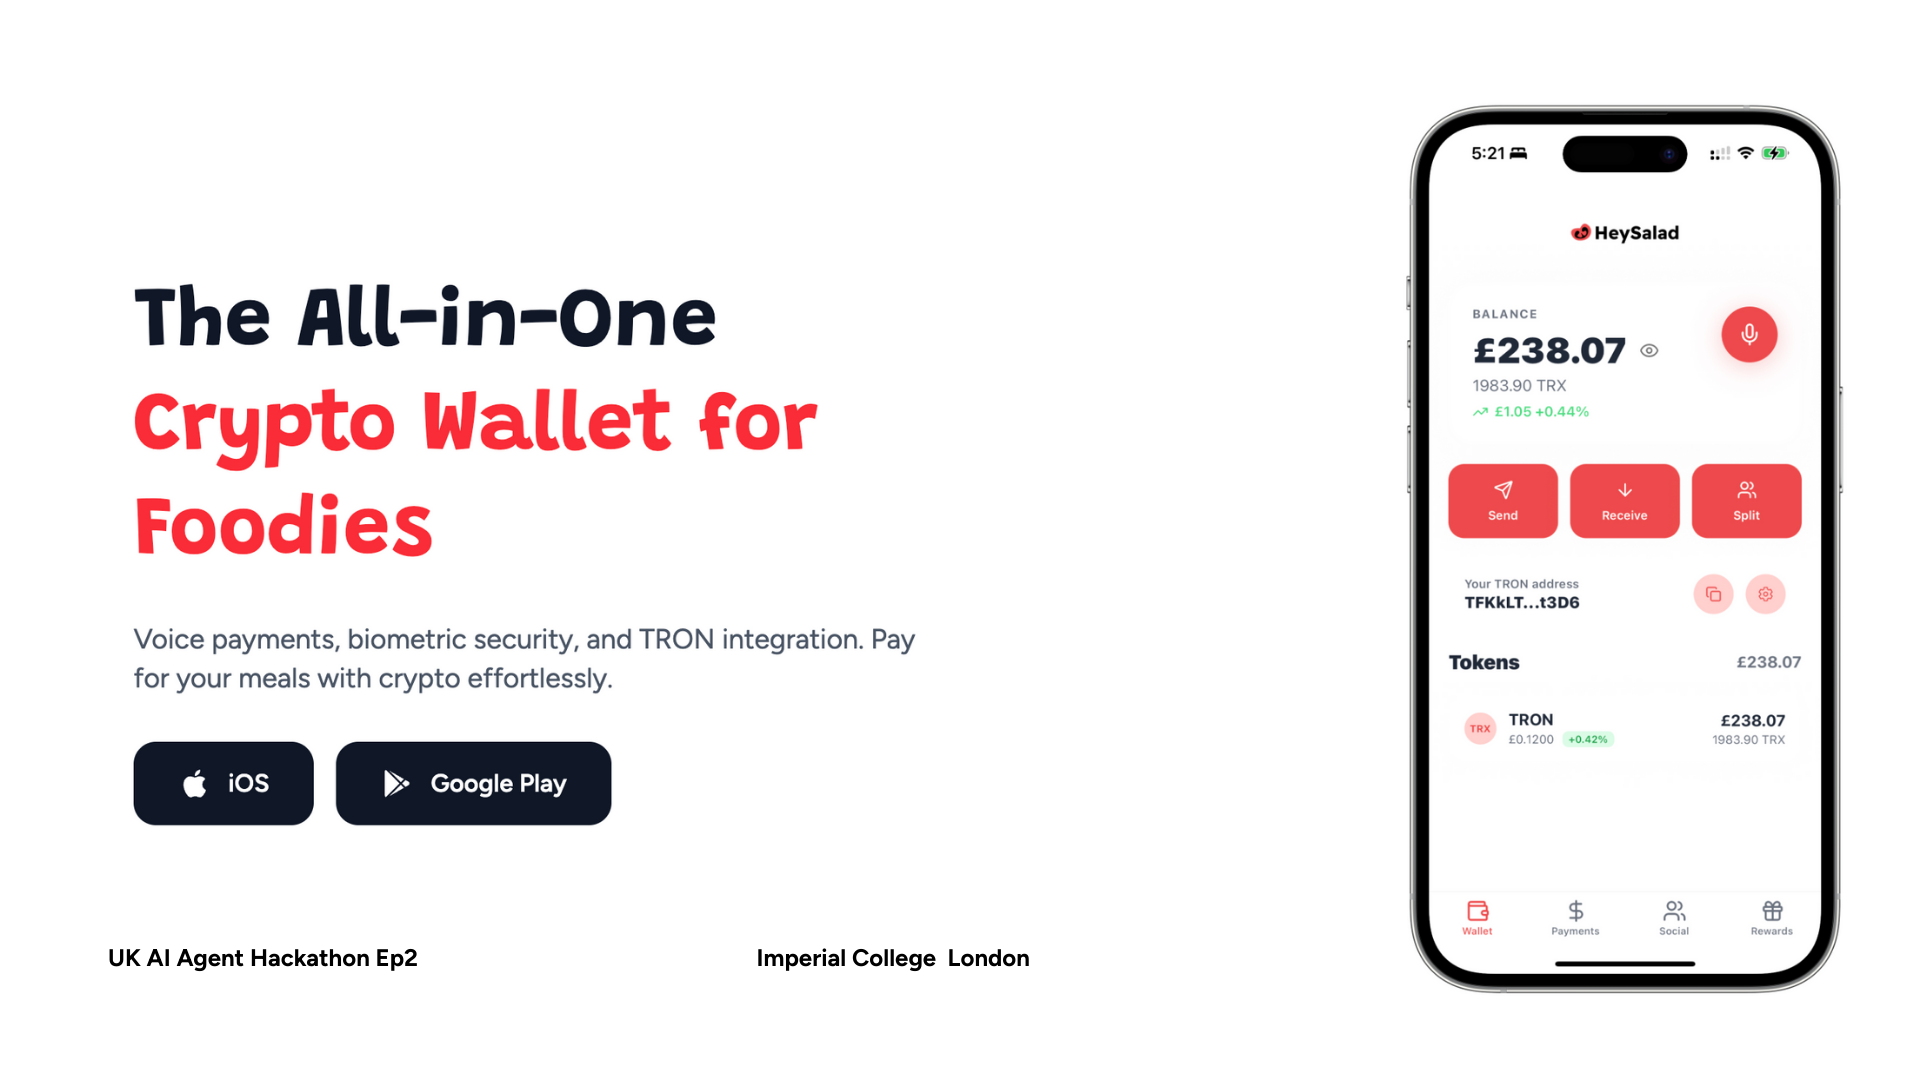 The All-in-One
Crypto Wallet for
Foodies
Voice payments, biometric security, and TRON integration. Pay
for your meals with crypto effortlessly.
iOS
Google Play
UK AI Agent Hackathon Ep2
Imperial College London
5:21
HeySalad
BALANCE
£238.07
1983.90 TRX
£1.05 +0.44%
Send
Receive
Split
Your TRON address
TFKkLT...t3D6
Tokens
£238.07
TRX
TRON
£238.07
£0.1200
+0.42%
1983.90 TRX
Wallet
Payments
Social
Rewards